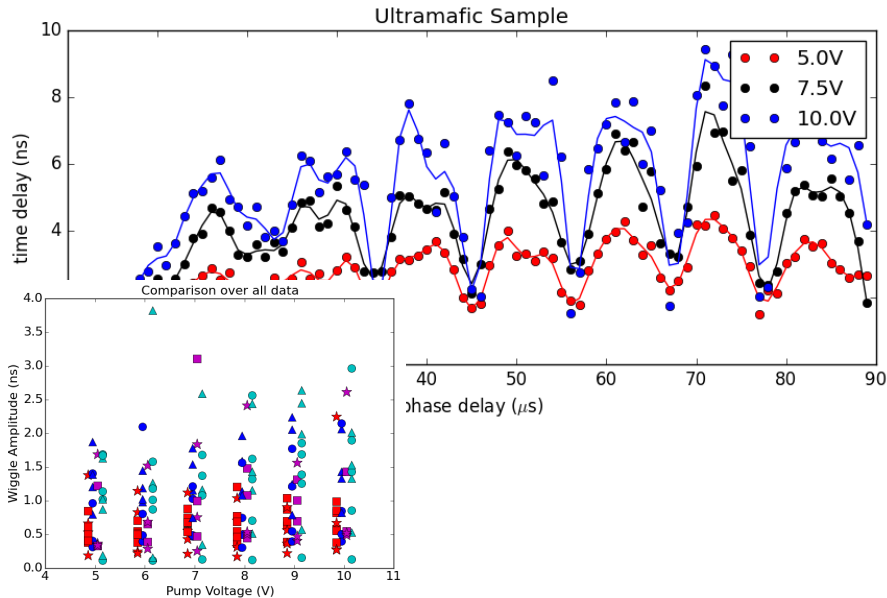 Ultramafic Sample
time delay (ns)
10
8
6
4
5.0V
7.5V
10.0V
40 50 60 70 80 90
phase delay (μs)
Comparison over all data
Wiggle Amplitude (ns)
4.0
3.5
3.0
2.5
2.0
1.5
1.0
0.5
0.0
4 5 6 7 8 9 10 11
Pump Voltage (V)